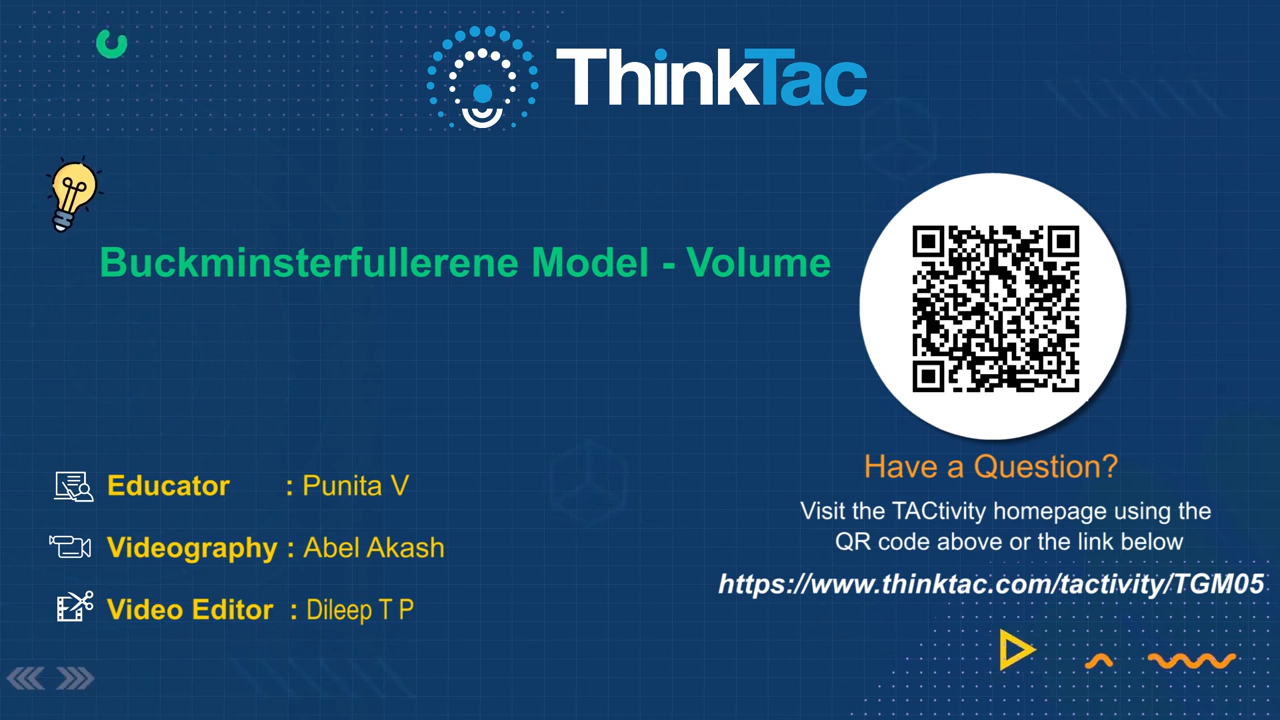 ThinkTac
Buckminsterfullerene Model - Volume
Educator : Punita V
Videography : Abel Akash
Video Editor : Dileep T P
Have a Question?
Visit the TACtivity homepage using the
QR code above or the link below
https://www.thinktac.com/tactivity/TGM05